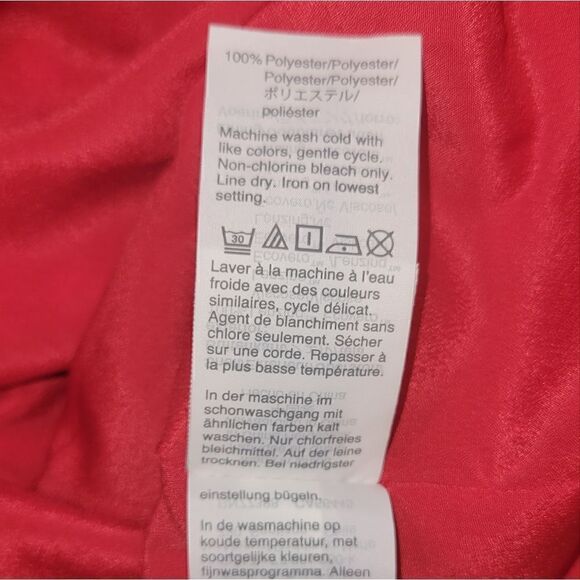 100% Polyester/Polyester/
Polyester/Polyester/
ポリエステル/
poliéster
Machine wash cold with
like colors, gentle cycle.
Non-chlorine bleach only.
Line dry. Iron on lowest
setting.
30
Laver à la machine à l'eau
froide avec des couleurs
similaires, cycle délicat.
Agent de blanchiment sans
chlore seulement. Sécher
sur une corde. Repasser à
la plus basse température.
In der maschine im
schonwaschgang mit
ähnlichen farben kalt
waschen. Nur chlorfreies
bleichmittel. Auf der leine
trocknen. Bei niedrigster
einstellung bügeln.
In de wasmachine op
koude temperatuur, met
soortgelijke kleuren,
fijnwasprogramma. Alleen